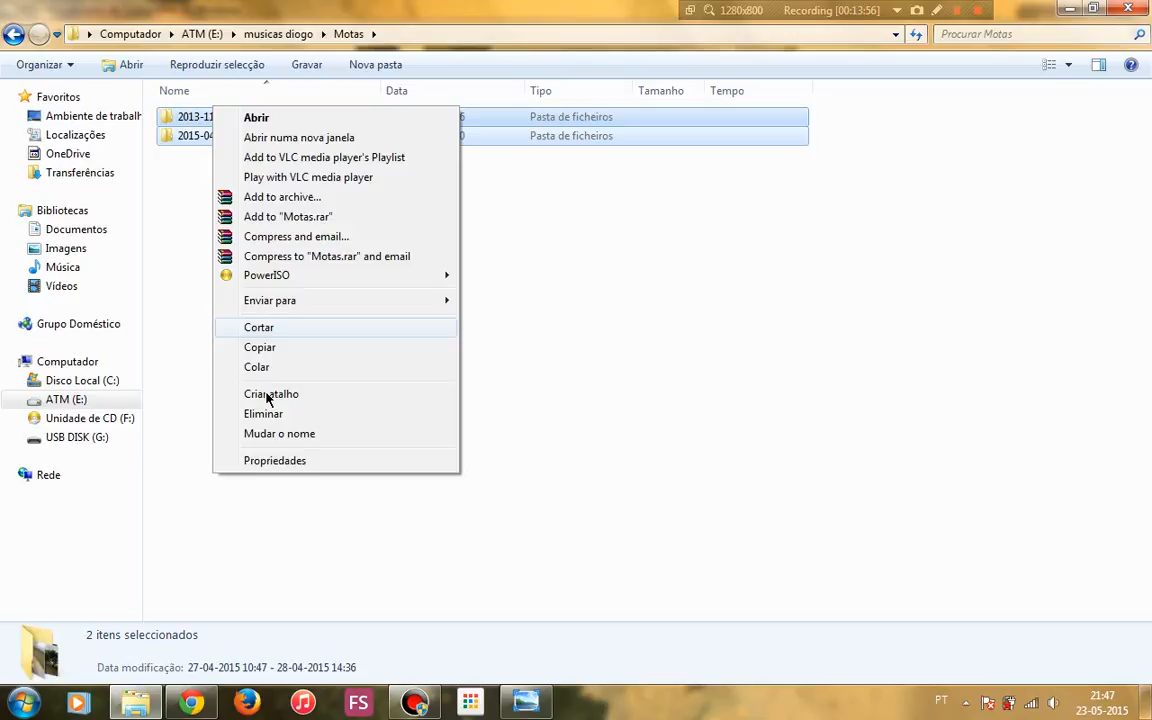 1280x800 Recording [00:13:56]
Computador ATM (E:) musicas diogo Motas
Procurar Motas
Organizar Abrir Reproduzir selecção Gravar Nova pasta
Nome Data Tipo Tamanho Tempo
2013-11 6 Pasta de ficheiros
2015-04 0 Pasta de ficheiros
Favoritos
Ambiente de trabalh
Localizações
OneDrive
Transferências
Bibliotecas
Documentos
Imagens
Música
Vídeos
Grupo Doméstico
Computador
Disco Local (C:)
ATM (E:)
Unidade de CD (F:)
USB DISK (G:)
Rede
Abrir
Abrir numa nova janela
Add to VLC media player's Playlist
Play with VLC media player
Add to archive...
Add to "Motas.rar"
Compress and email...
Compress to "Motas.rar" and email
PowerISO
Enviar para
Cortar
Copiar
Colar
Criar atalho
Eliminar
Mudar o nome
Propriedades
2 itens seleccionados
Data modificação: 27-04-2015 10:47 - 28-04-2015 14:36
FS
PT
21:47
23-05-2015